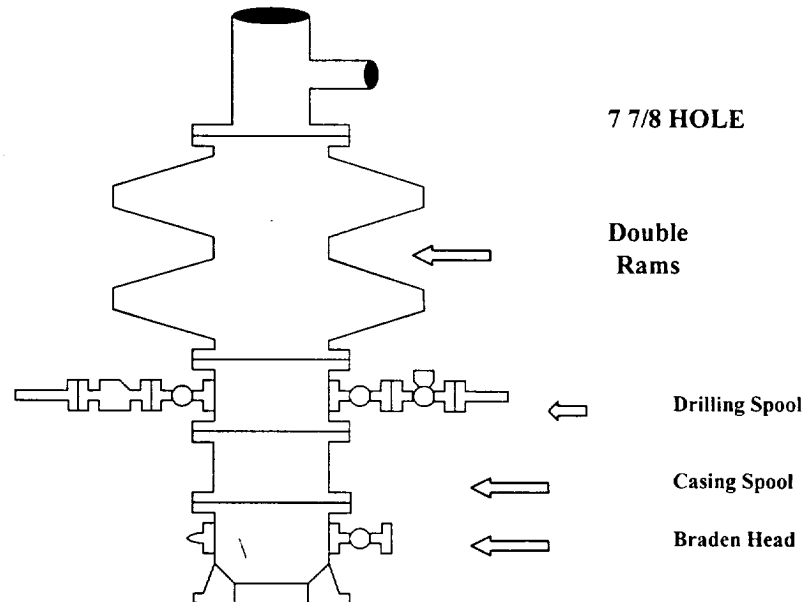 7 7/8 HOLE
Double
Rams
Drilling Spool
Casing Spool
Braden Head